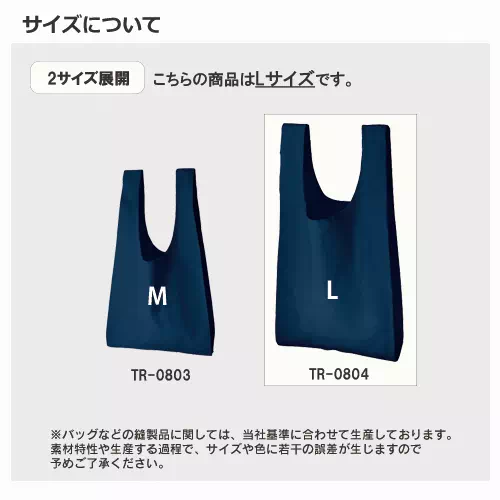 サイズについて
2サイズ展開
こちらの商品はLサイズです。
M
L
TR-0803
TR-0804
※バッグなどの縫製品に関しては、当社基準に合わせて生産しております。
素材特性や生産する過程で、サイズや色に若干の誤差が生じますので
予めご了承ください。